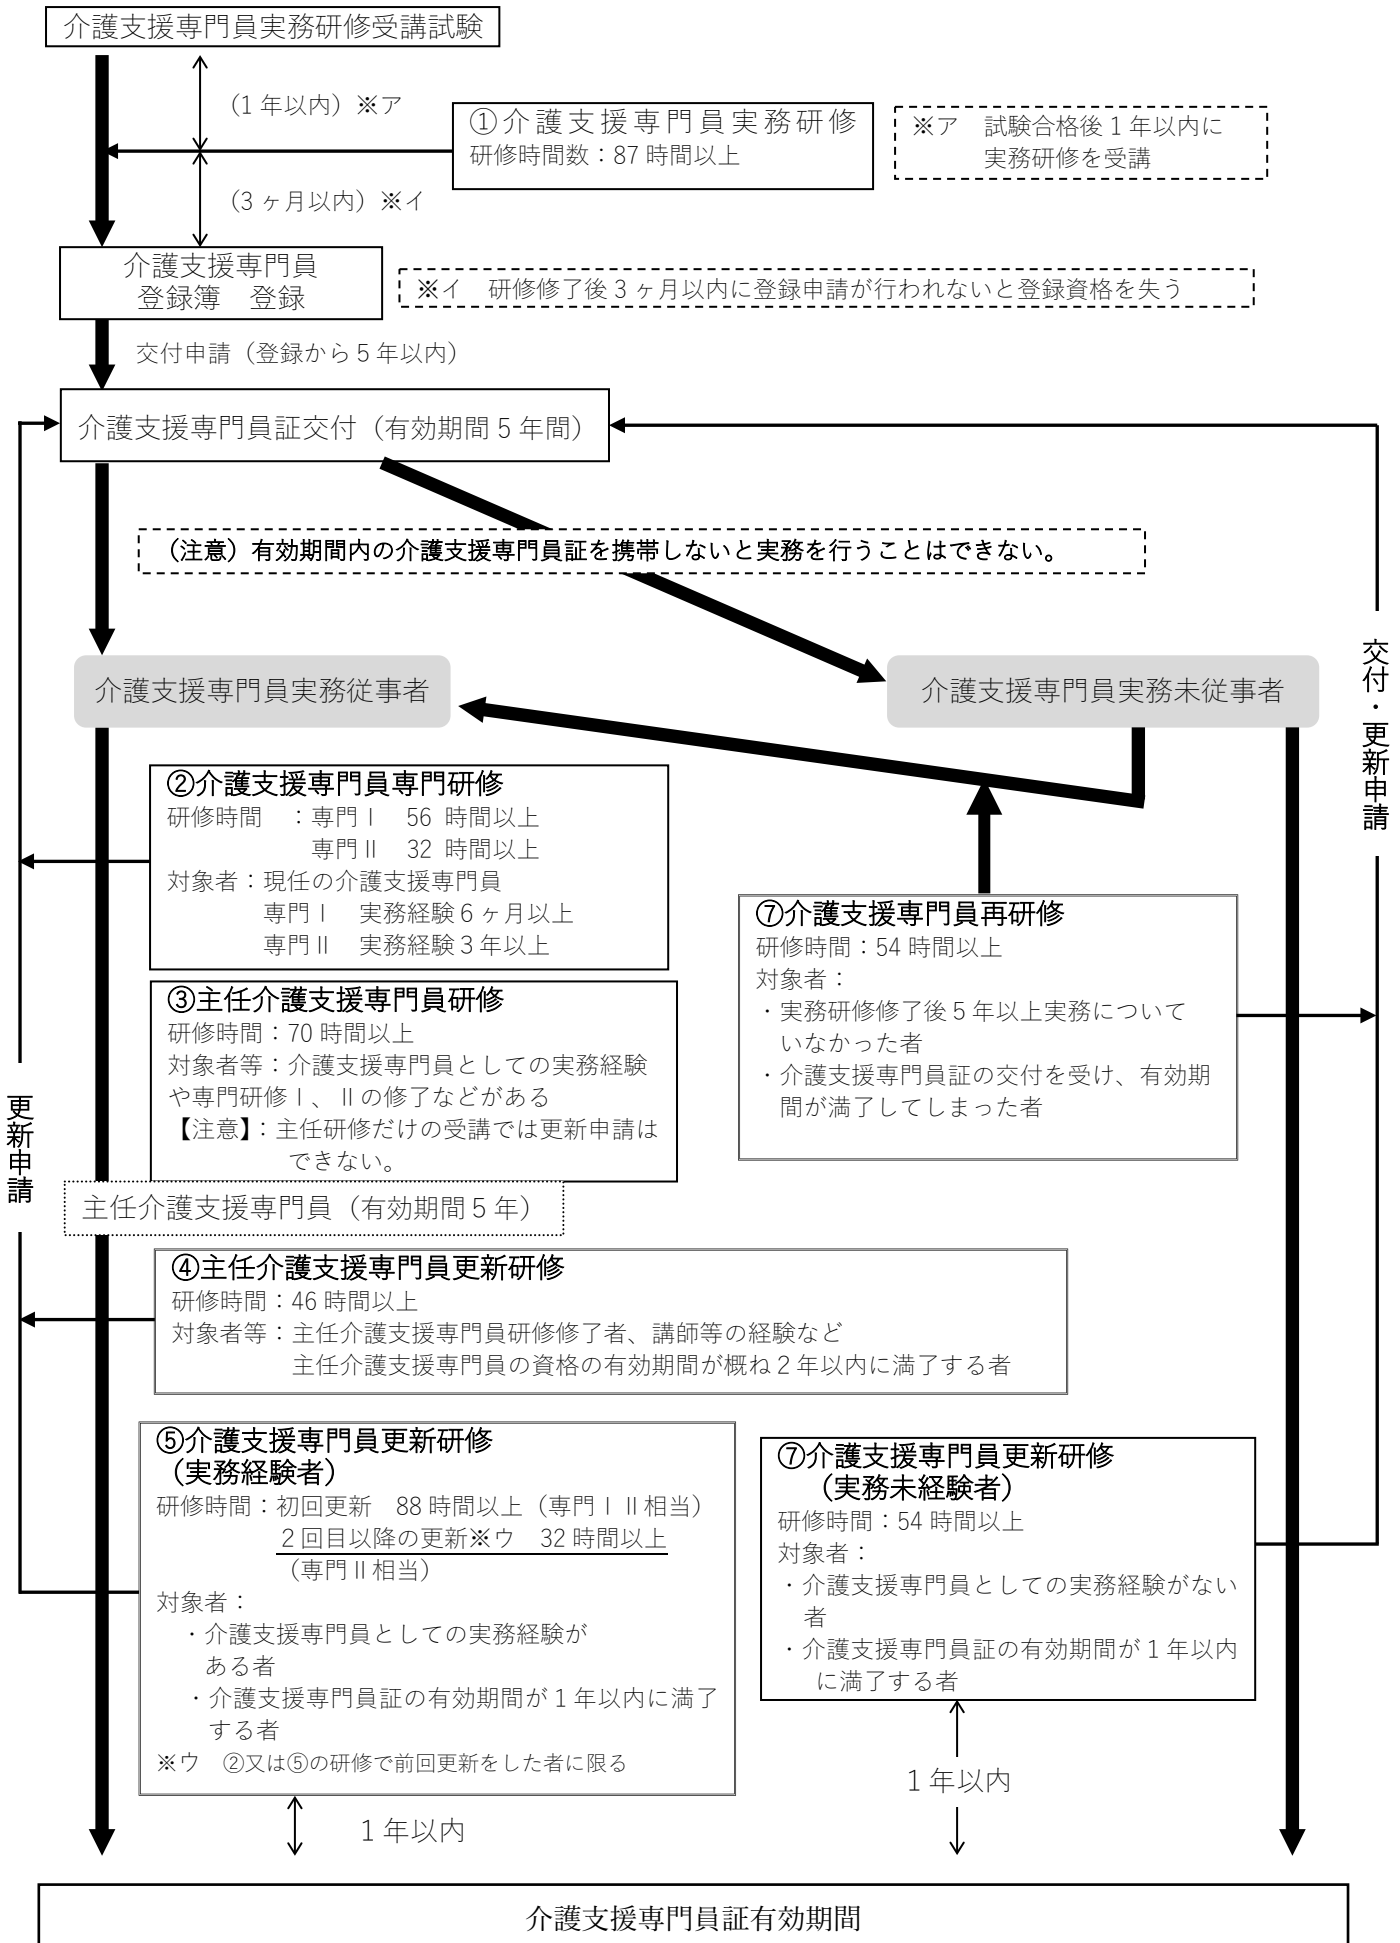 介護支援専門員実務研修受講試験
（1 年以内）※ア
①介護支援専門員実務研修
研修時間数：87 時間以上
※ア　試験合格後１年以内に
実務研修を受講
（3 ヶ月以内）※イ
介護支援専門員
登録簿　登録
※イ　研修修了後３ヶ月以内に登録申請が行われないと登録資格を失う
交付申請（登録から５年以内）
介護支援専門員証交付（有効期間５年間）
（注意）有効期間内の介護支援専門員証を携帯しないと実務を行うことはできない。
介護支援専門員実務従事者
介護支援専門員実務未従事者
交付・更新申請
②介護支援専門員専門研修
研修時間　：専門Ⅰ　56 時間以上
専門Ⅱ　32 時間以上
対象者：現任の介護支援専門員
専門Ⅰ　実務経験６ヶ月以上
専門Ⅱ　実務経験３年以上
⑦介護支援専門員再研修
研修時間：54 時間以上
対象者：
・実務研修修了後５年以上実務について
いなかった者
・介護支援専門員証の交付を受け、有効期
間が満了してしまった者
③主任介護支援専門員研修
研修時間：70 時間以上
対象者等：介護支援専門員としての実務経験
や専門研修Ⅰ、Ⅱの修了などがある
【注意】：主任研修だけの受講では更新申請は
できない。
更新申請
主任介護支援専門員（有効期間５年）
④主任介護支援専門員更新研修
研修時間：46 時間以上
対象者等：主任介護支援専門員研修修了者、講師等の経験など
主任介護支援専門員の資格の有効期間が概ね２年以内に満了する者
⑤介護支援専門員更新研修
（実務経験者）
研修時間：初回更新　88 時間以上（専門ⅠⅡ相当）
２回目以降の更新※ウ　32 時間以上
（専門Ⅱ相当）
対象者：
・介護支援専門員としての実務経験が
ある者
・介護支援専門員証の有効期間が１年以内に満了
する者
※ウ　②又は⑤の研修で前回更新をした者に限る
⑦介護支援専門員更新研修
（実務未経験者）
研修時間：54 時間以上
対象者：
・介護支援専門員としての実務経験がない
者
・介護支援専門員証の有効期間が１年以内
に満了する者
１年以内
１年以内
介護支援専門員証有効期間